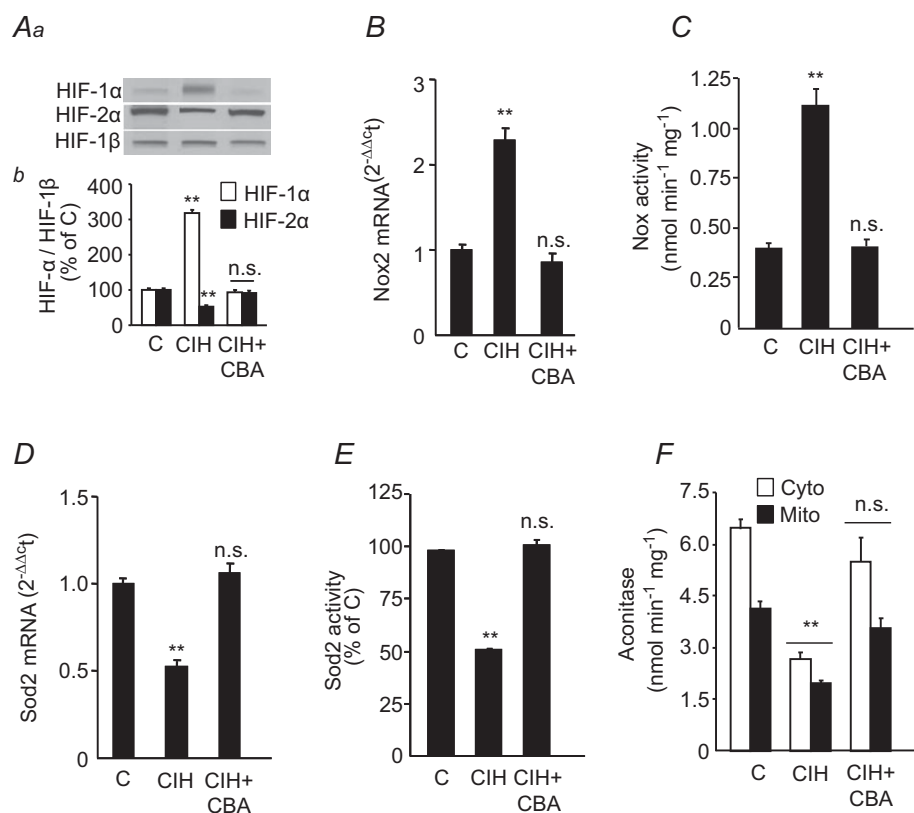 Aa
HIF-1α
HIF-2α
HIF-1β
b
HIF-α / HIF-1β
(% of C)
400
300
200
100
0
**
**
n.s.
HIF-1α
HIF-2α
C
CIH
CIH+
CBA
B
Nox2 mRNA(2-ΔΔct)
3
2
1
0
**
n.s.
C
CIH
CIH+
CBA
C
Nox activity
(nmol min-1 mg-1)
1.25
1.00
0.75
0.50
0.25
0
**
n.s.
C
CIH
CIH+
CBA
D
Sod2 mRNA (2-ΔΔct)
1.5
1.0
0.5
0
**
n.s.
C
CIH
CIH+
CBA
E
Sod2 activity
(% of C)
125
100
75
50
25
0
**
n.s.
C
CIH
CIH+
CBA
F
Aconitase
(nmol min-1 mg-1)
7.5
6.0
4.5
3.0
1.5
0
Cyto
Mito
**
n.s.
C
CIH
CIH+
CBA